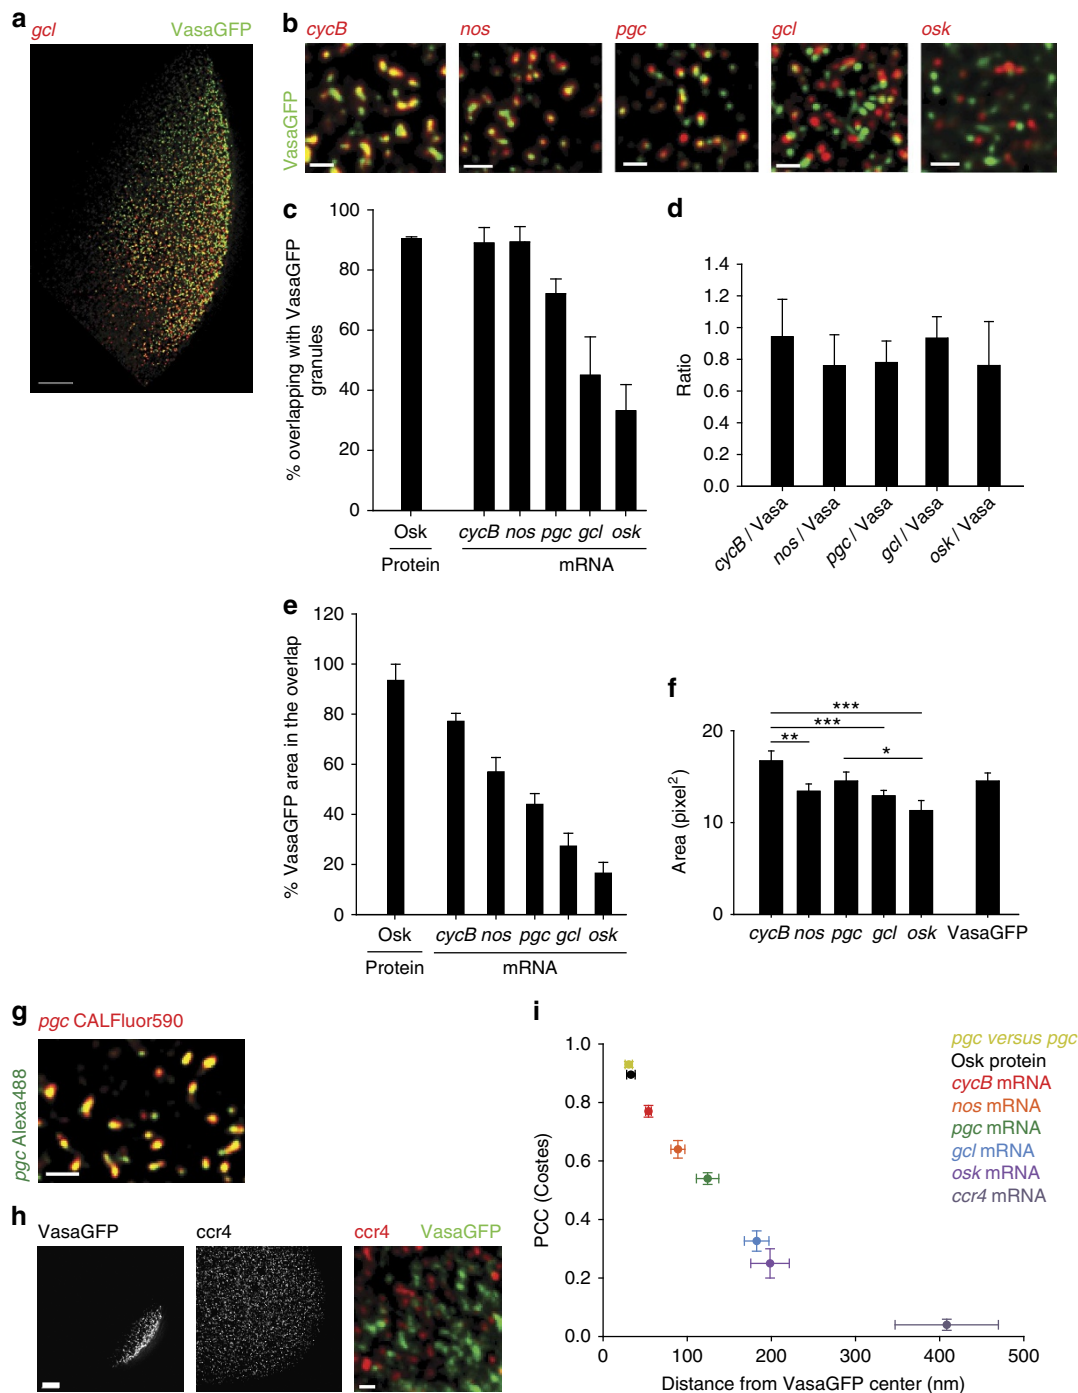 a
gcl VasaGFP
b
cycB nos pgc gcl osk
VasaGFP
c
% overlapping with VasaGFP
granules
100
80
60
40
20
0
Osk cycB nos pgc gcl osk
Protein mRNA
d
Ratio
1.4
1.2
1.0
0.8
0.6
0.4
0.2
0.0
cycB / Vasa
nos / Vasa
pgc / Vasa
gcl / Vasa
osk / Vasa
e
% VasaGFP area in the overlap
120
100
80
60
40
20
0
Osk cycB nos pgc gcl osk
Protein mRNA
f
Area (pixel²)
20
10
0
***
***
**
*
cycB nos pgc gcl osk VasaGFP
g
pgc CALFluor590
pgc Alexa488
h
VasaGFP ccr4 ccr4 VasaGFP
i
PCC (Costes)
1.0
0.8
0.6
0.4
0.2
0.0
0 100 200 300 400 500
Distance from VasaGFP center (nm)
pgc versus pgc
Osk protein
cycB mRNA
nos mRNA
pgc mRNA
gcl mRNA
osk mRNA
ccr4 mRNA